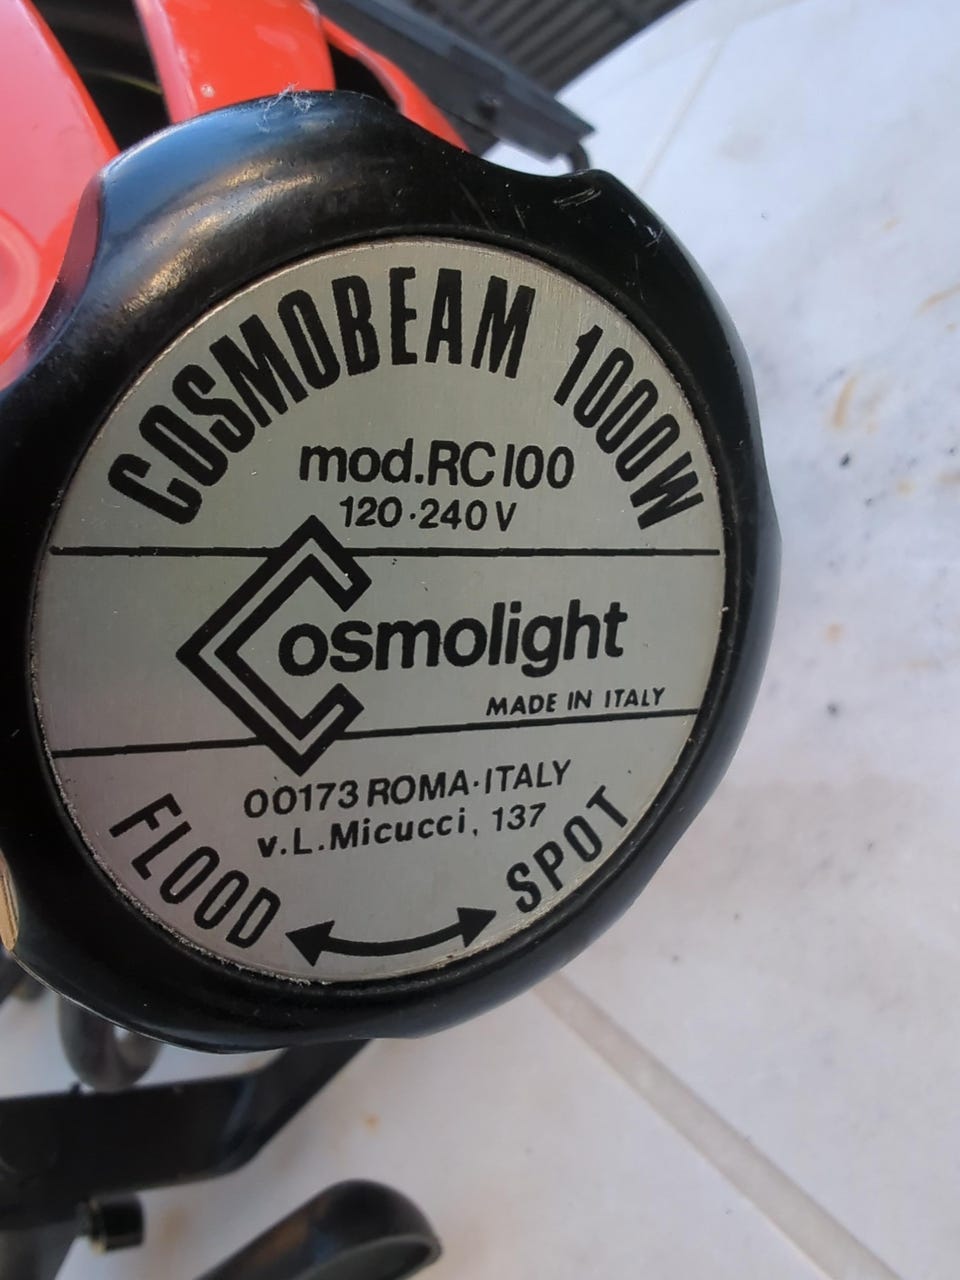 COSMOBEAM 1000W
mod.RC100
120·240V
Cosmolight
MADE IN ITALY
00173 ROMA·ITALY
v.L.Micucci, 137
FLOOD SPOT